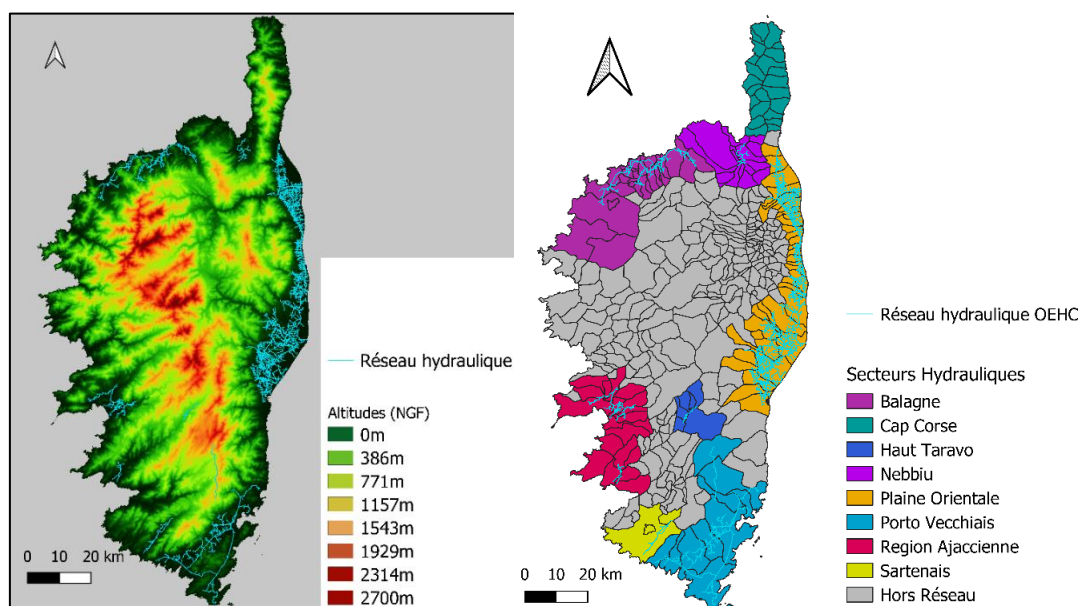 Réseau hydraulique
Altitudes (NGF)
0m
386m
771m
1157m
1543m
1929m
2314m
2700m
0 10 20 km
Réseau hydraulique OEHC
Secteurs Hydrauliques
Balagne
Cap Corse
Haut Taravo
Nebbiu
Plaine Orientale
Porto Vecchiais
Region Ajaccienne
Sartenais
Hors Réseau
0 10 20 km